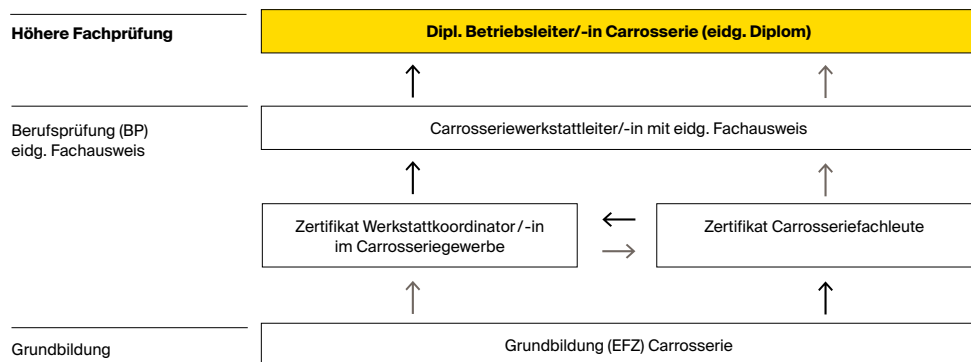 Höhere Fachprüfung
Dipl. Betriebsleiter/-in Carrosserie (eidg. Diplom)
Berufsprüfung (BP)
eidg. Fachausweis
Carrosseriewerkstattleiter/-in mit eidg. Fachausweis
Zertifikat Werkstattkoordinator/-in
im Carrosseriegewerbe
Zertifikat Carrosseriefachleute
Grundbildung
Grundbildung (EFZ) Carrosserie